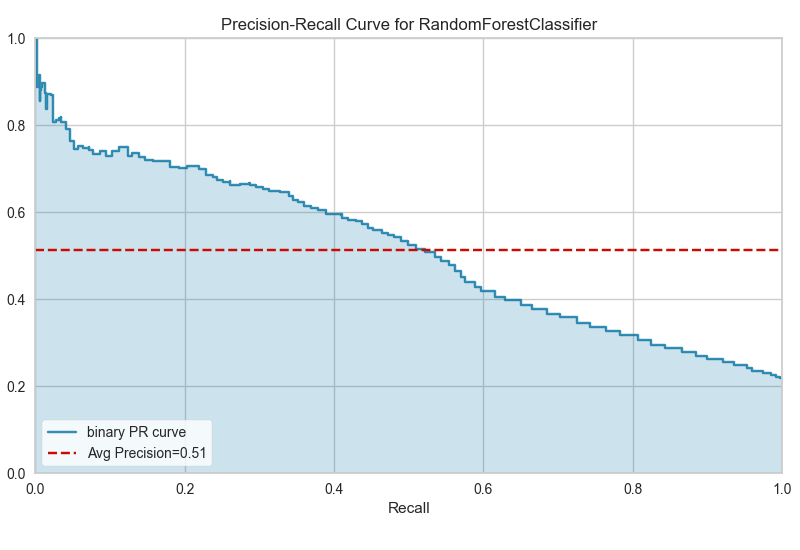 Precision-Recall Curve for RandomForestClassifier
1.0
0.8
0.6
0.4
0.2
0.0
binary PR curve
Avg Precision=0.51
0.0 0.2 0.4 0.6 0.8 1.0
Recall